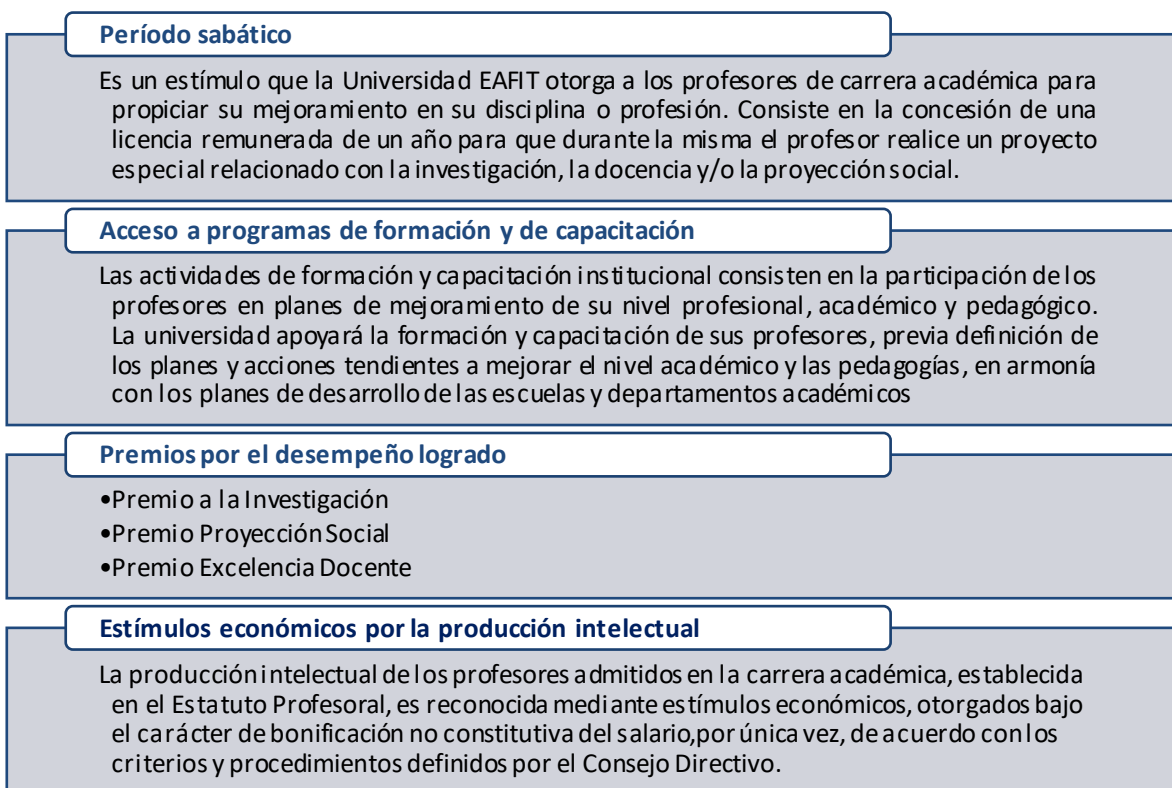 Período sabático
Es un estímulo que la Universidad EAFIT otorga a los profesores de carrera académica para
propiciar su mejoramiento en su disciplina o profesión. Consiste en la concesión de una
licencia remunerada de un año para que durante la misma el profesor realice un proyecto
especial relacionado con la investigación, la docencia y/o la proyección social.
Acceso a programas de formación y de capacitación
Las actividades de formación y capacitación institucional consisten en la participación de los
profesores en planes de mejoramiento de su nivel profesional, académico y pedagógico.
La universidad apoyará la formación y capacitación de sus profesores, previa definición de
los planes y acciones tendientes a mejorar el nivel académico y las pedagogías, en armonía
con los planes de desarrollo de las escuelas y departamentos académicos
Premios por el desempeño logrado
•Premio a la Investigación
•Premio Proyección Social
•Premio Excelencia Docente
Estímulos económicos por la producción intelectual
La producción intelectual de los profesores admitidos en la carrera académica, establecida
en el Estatuto Profesoral, es reconocida mediante estímulos económicos, otorgados bajo
el carácter de bonificación no constitutiva del salario,por única vez, de acuerdo con los
criterios y procedimientos definidos por el Consejo Directivo.